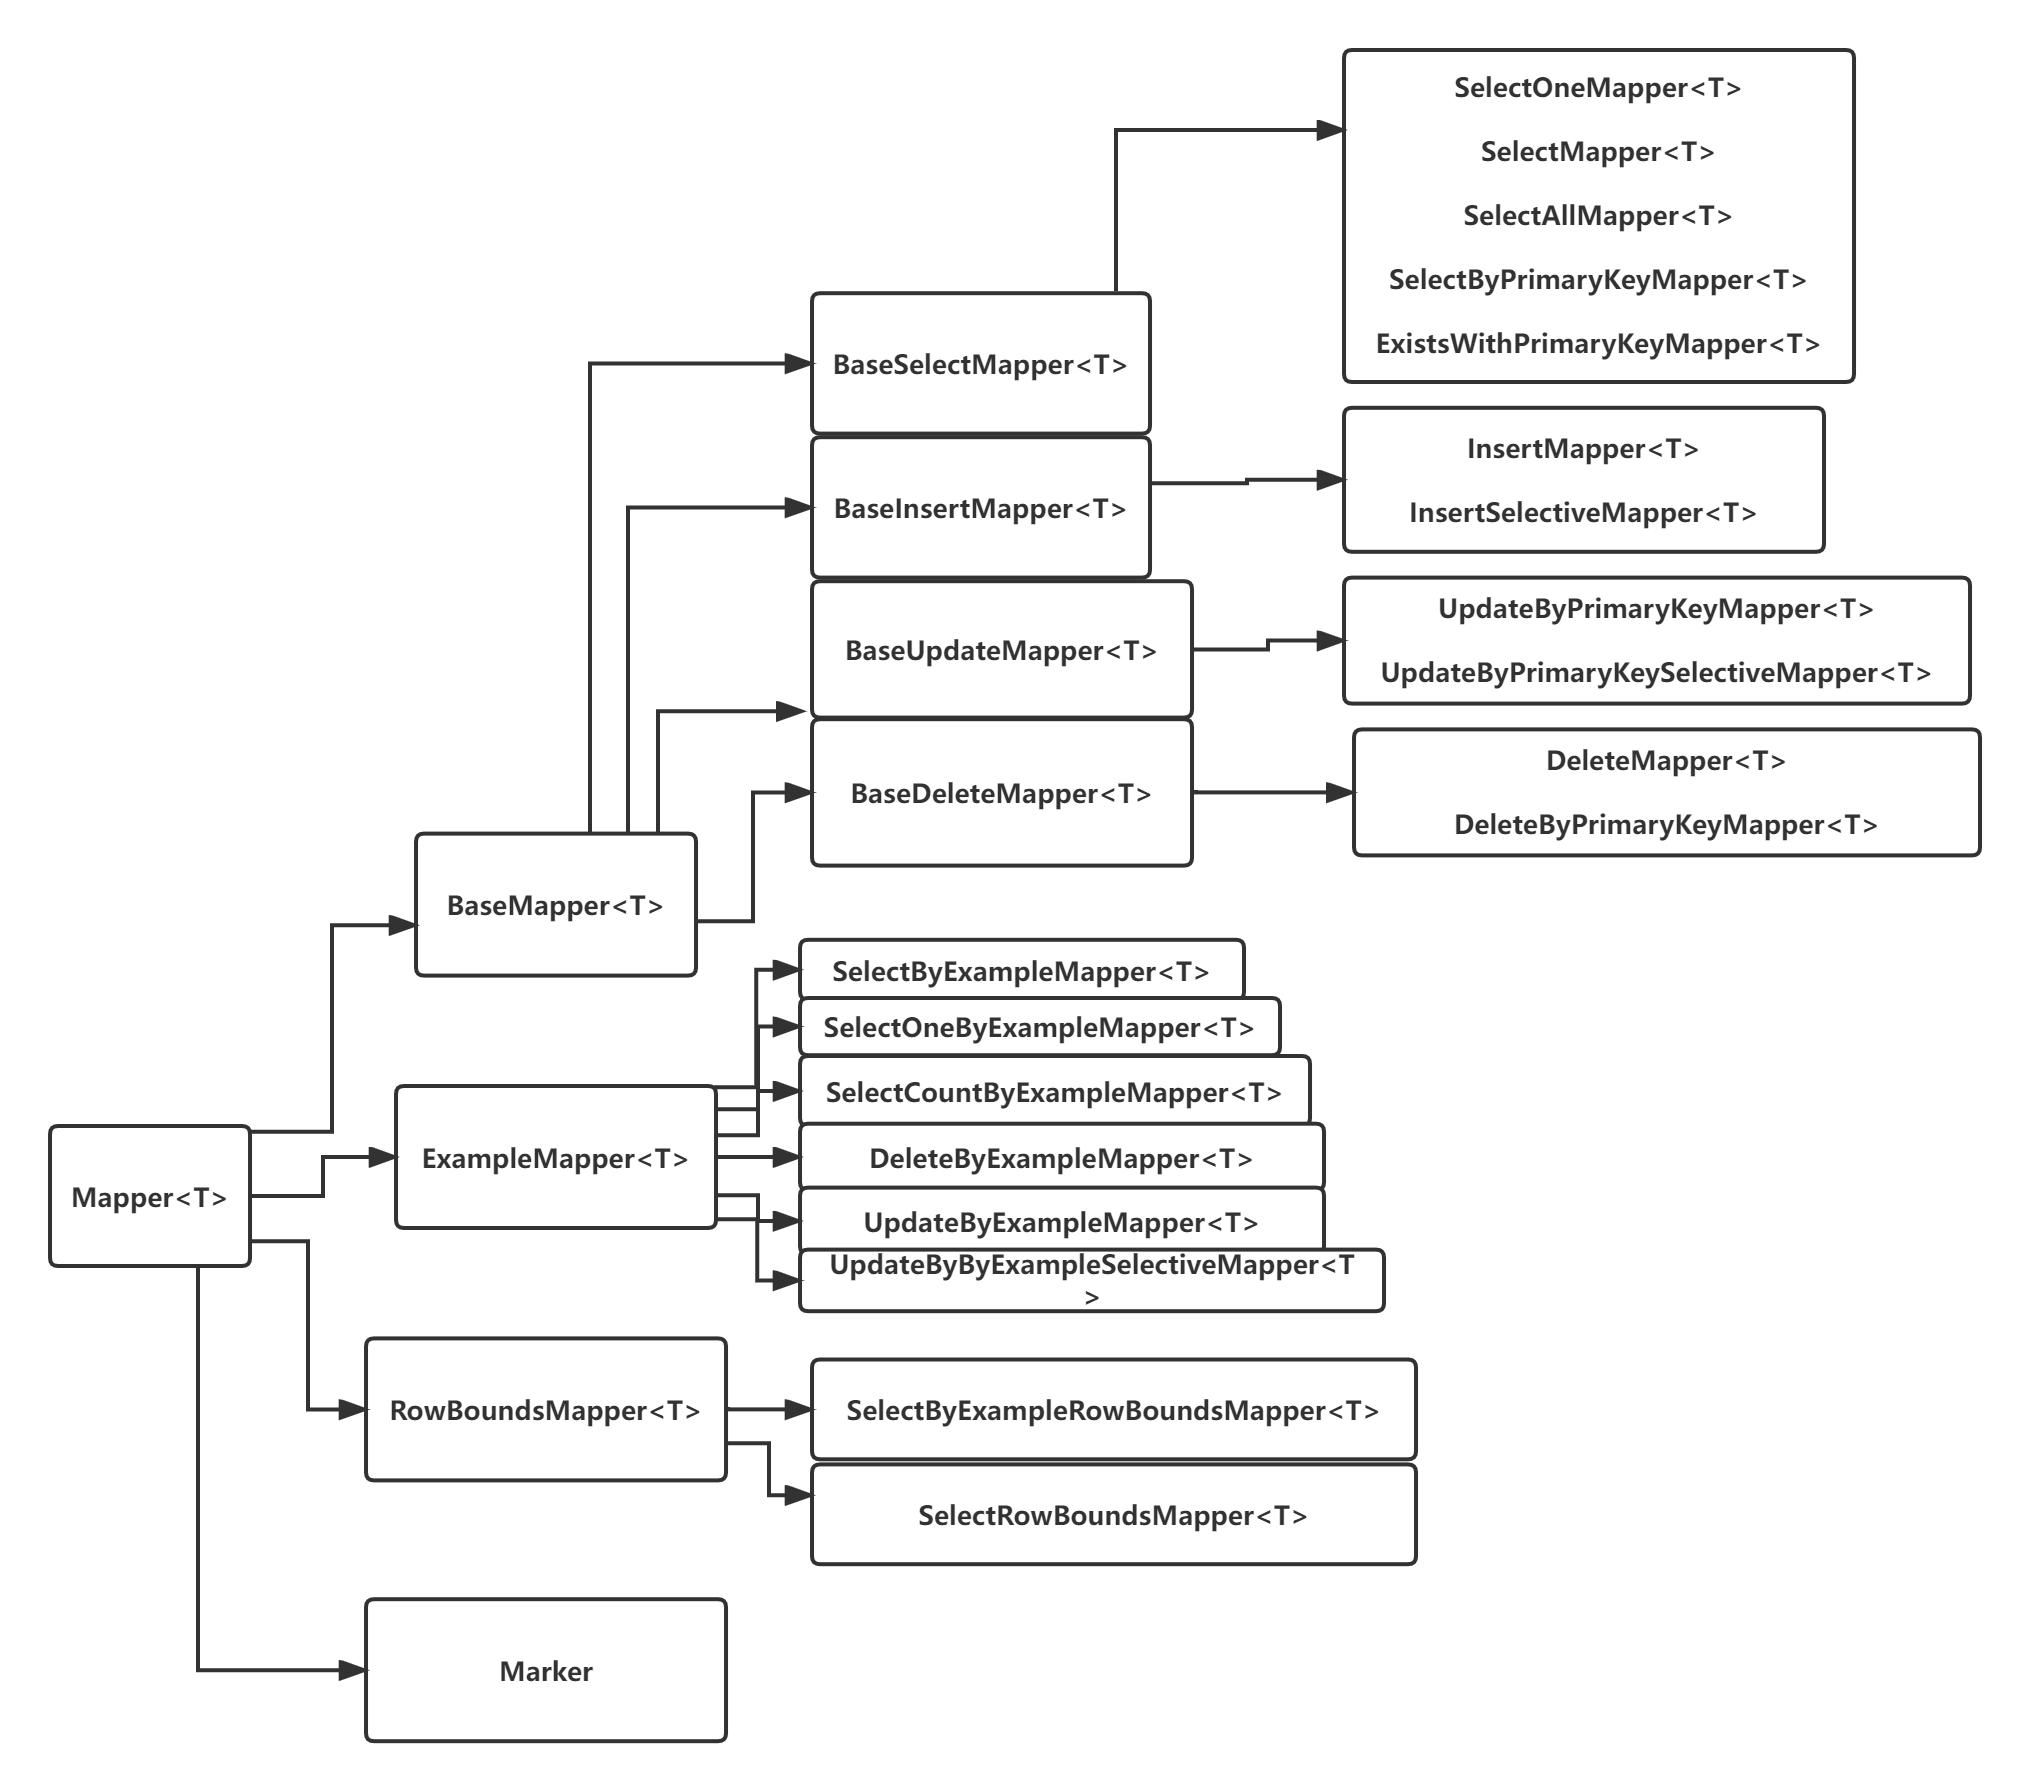 SelectOneMapper<T>
SelectMapper<T>
SelectAllMapper<T>
SelectByPrimaryKeyMapper<T>
ExistsWithPrimaryKeyMapper<T>
BaseSelectMapper<T>
InsertMapper<T>
InsertSelectiveMapper<T>
BaseInsertMapper<T>
UpdateByPrimaryKeyMapper<T>
UpdateByPrimaryKeySelectiveMapper<T>
BaseUpdateMapper<T>
DeleteMapper<T>
DeleteByPrimaryKeyMapper<T>
BaseDeleteMapper<T>
BaseMapper<T>
SelectByExampleMapper<T>
SelectOneByExampleMapper<T>
SelectCountByExampleMapper<T>
ExampleMapper<T>
DeleteByExampleMapper<T>
Mapper<T>
UpdateByExampleMapper<T>
UpdateByByExampleSelectiveMapper<T
>
RowBoundsMapper<T>
SelectByExampleRowBoundsMapper<T>
SelectRowBoundsMapper<T>
Marker